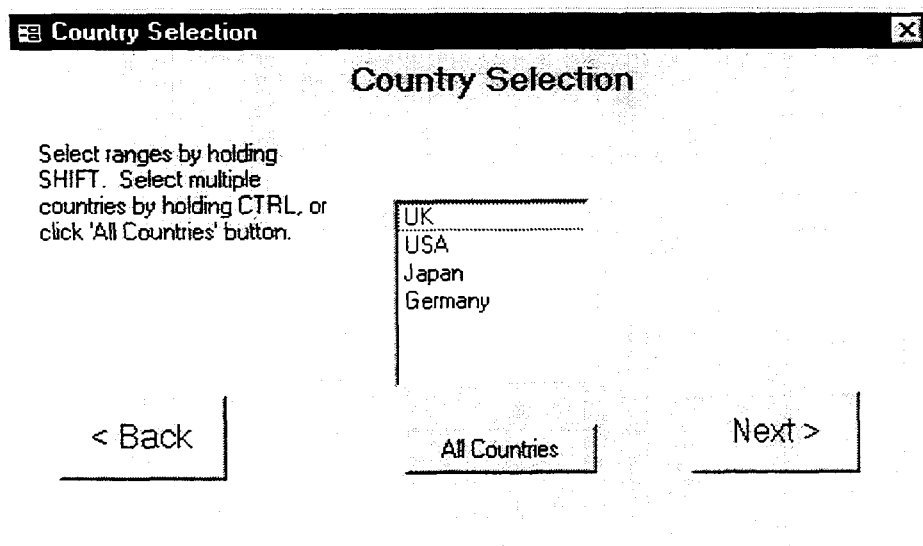 Country Selection
Country Selection
Select ranges by holding
SHIFT. Select multiple
countries by holding CTRL, or
click 'All Countries' button.
UK
USA
Japan
Germany
< Back
All Countries
Next >